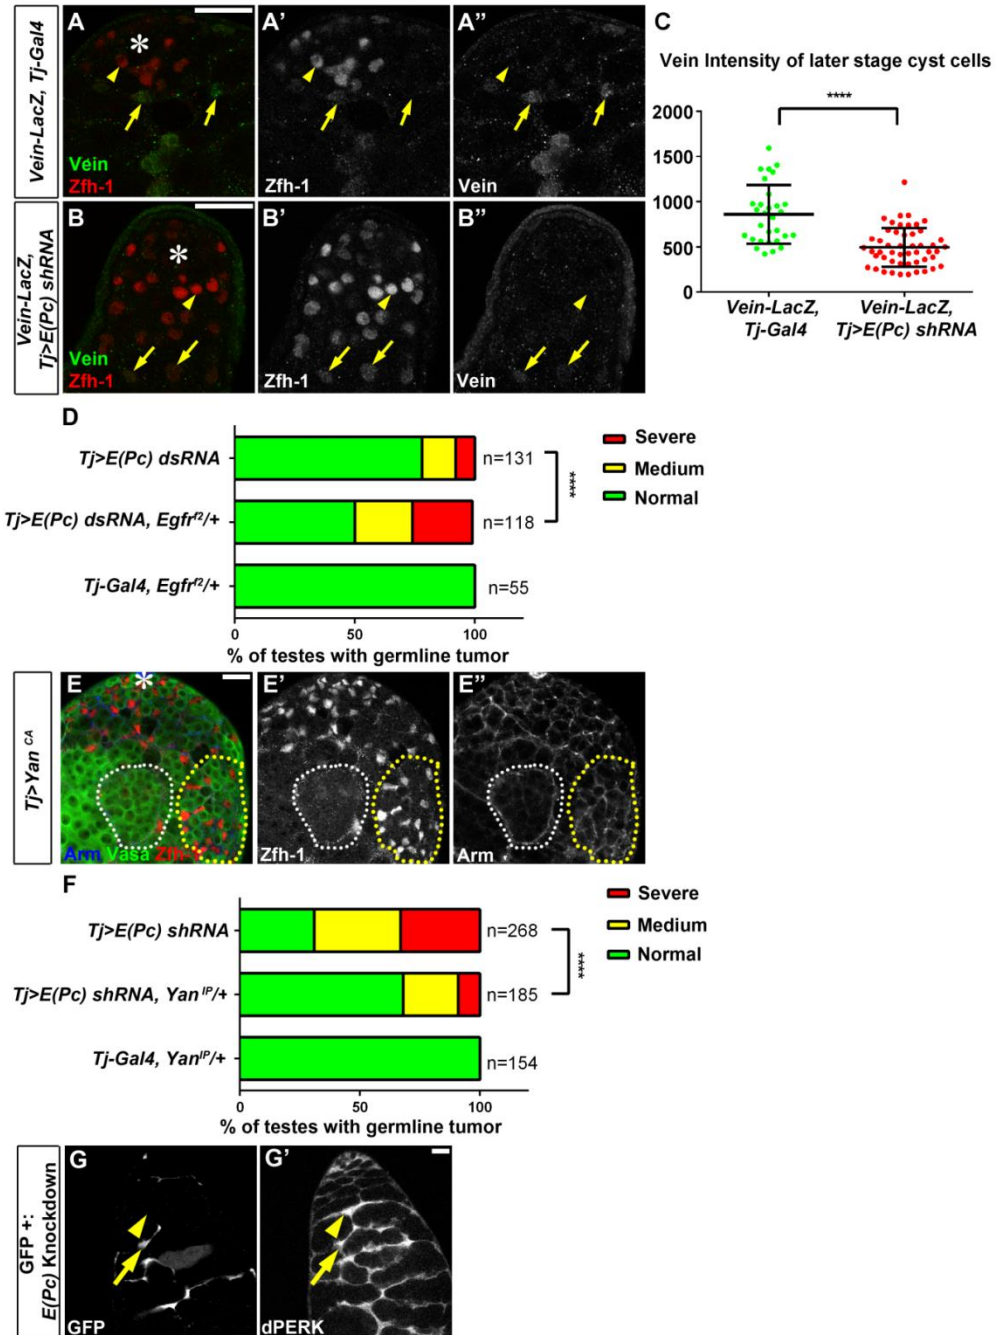 Vein-LacZ, Tj-Gal4
A
*
Vein
Zfh-1
A'
Zfh-1
A''
Vein
Vein-LacZ,
Tj>E(Pc) shRNA
B
*
Vein
Zfh-1
B'
Zfh-1
B''
Vein
C
Vein Intensity of later stage cyst cells
****
2000
1500
1000
500
0
Vein-LacZ,
Tj-Gal4
Vein-LacZ,
Tj>E(Pc) shRNA
D
Tj>E(Pc) dsRNA
n=131
Tj>E(Pc) dsRNA, Egfr^f2/+
n=118
Tj-Gal4, Egfr^f2/+
n=55
****
Severe
Medium
Normal
0
50
100
% of testes with germline tumor
Tj>Yan CA
E
*
Arm Vasa Zfh-1
E'
Zfh-1
E''
Arm
F
Tj>E(Pc) shRNA
n=268
Tj>E(Pc) shRNA, Yan^IP/+
n=185
Tj-Gal4, Yan^IP/+
n=154
****
Severe
Medium
Normal
0
50
100
% of testes with germline tumor
GFP +:
E(Pc) Knockdown
G
GFP
G'
dPERK